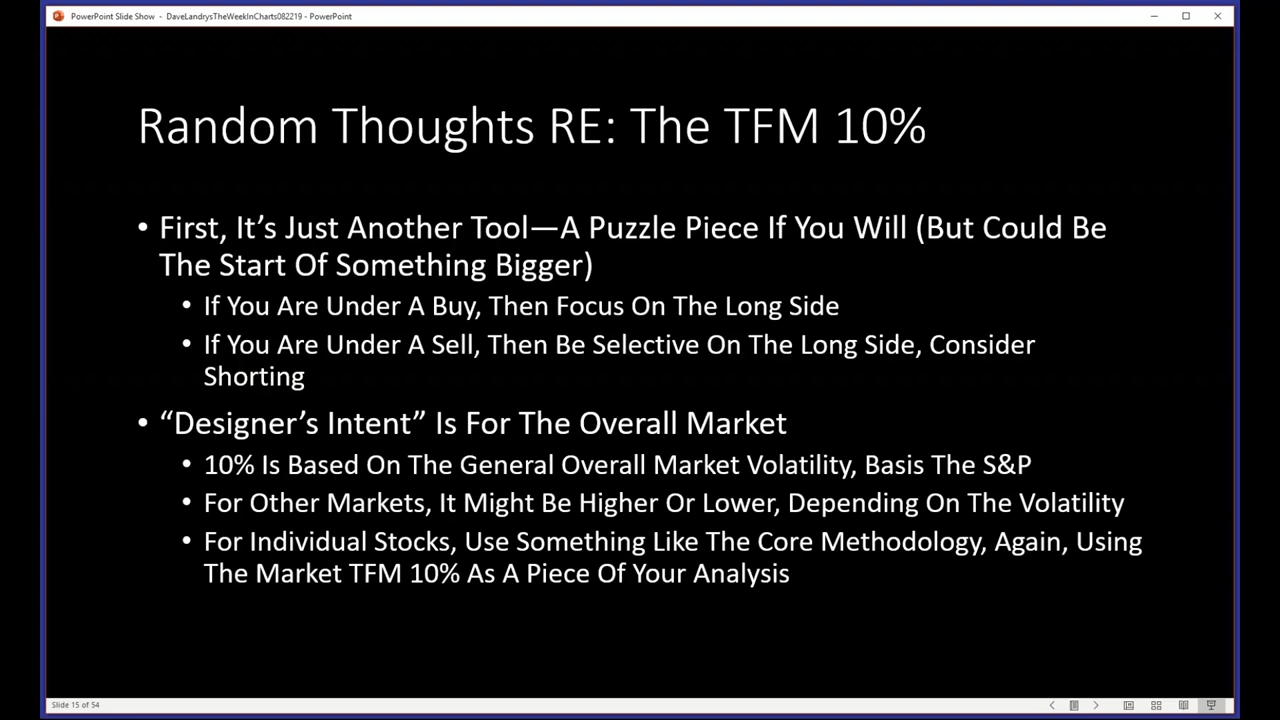 PowerPoint Slide Show - DaveLandrysTheWeekInCharts082219 - PowerPoint
Random Thoughts RE: The TFM 10%
• First, It’s Just Another Tool—A Puzzle Piece If You Will (But Could Be
The Start Of Something Bigger)
• If You Are Under A Buy, Then Focus On The Long Side
• If You Are Under A Sell, Then Be Selective On The Long Side, Consider
Shorting
• “Designer’s Intent” Is For The Overall Market
• 10% Is Based On The General Overall Market Volatility, Basis The S&P
• For Other Markets, It Might Be Higher Or Lower, Depending On The Volatility
• For Individual Stocks, Use Something Like The Core Methodology, Again, Using
The Market TFM 10% As A Piece Of Your Analysis
Slide 15 of 54